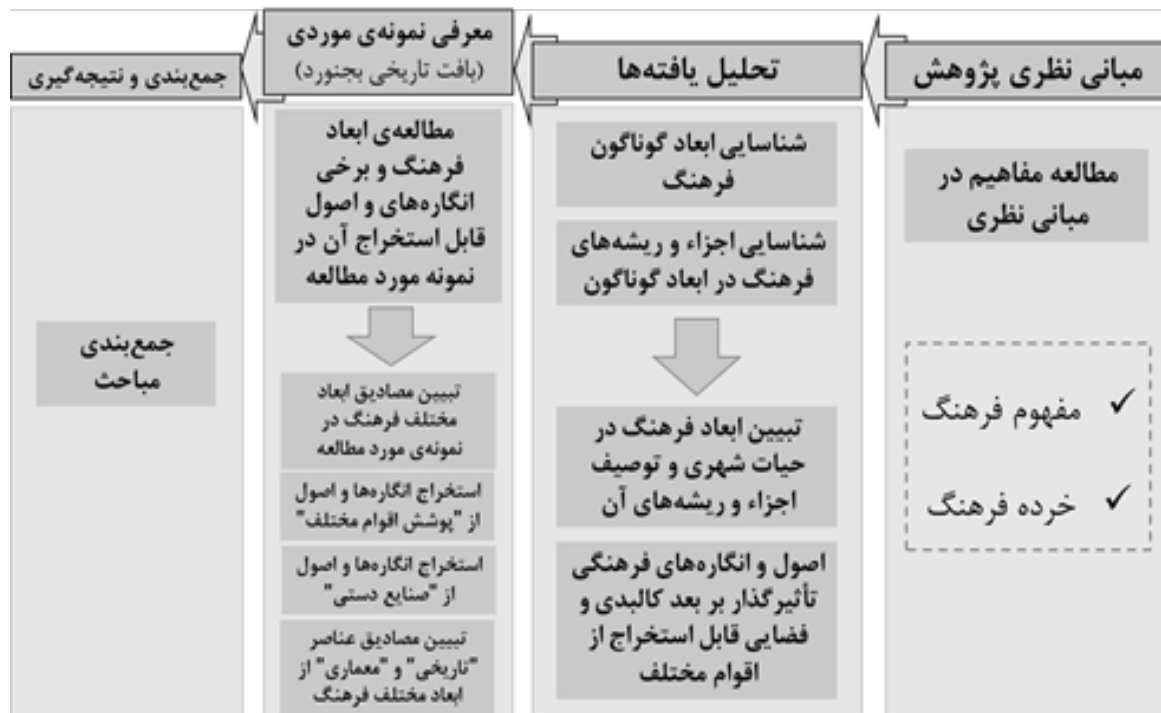 مبانی نظری پژوهش
مطالعه مفاهیم در
مبانی نظری
✓ مفهوم فرهنگ
✓ خرده فرهنگ
تحلیل یافته‌ها
شناسایی ابعاد گوناگون
فرهنگ
شناسایی اجزاء و ریشه‌های
فرهنگ در ابعاد گوناگون
تبیین ابعاد فرهنگ در
حیات شهری و توصیف
اجزاء و ریشه‌های آن
اصول و انگاره‌های فرهنگی
تأثیرگذار بر بعد کالبدی و
فضایی قابل استخراج از
اقوام مختلف
معرفی نمونه‌ی موردی
(بافت تاریخی بجنورد)
مطالعه‌ی ابعاد
فرهنگ و برخی
انگاره‌های و اصول
قابل استخراج آن در
نمونه مورد مطالعه
تبیین مصادیق ابعاد
مختلف فرهنگ در
نمونه‌ی مورد مطالعه
استخراج انگاره‌ها و اصول
از "پوشش اقوام مختلف"
استخراج انگاره‌ها و اصول
از "صنایع دستی"
تبیین مصادیق عناصر
"تاریخی" و "معماری" از
ابعاد مختلف فرهنگ
جمع‌بندی و نتیجه‌گیری
جمع‌بندی
مباحث